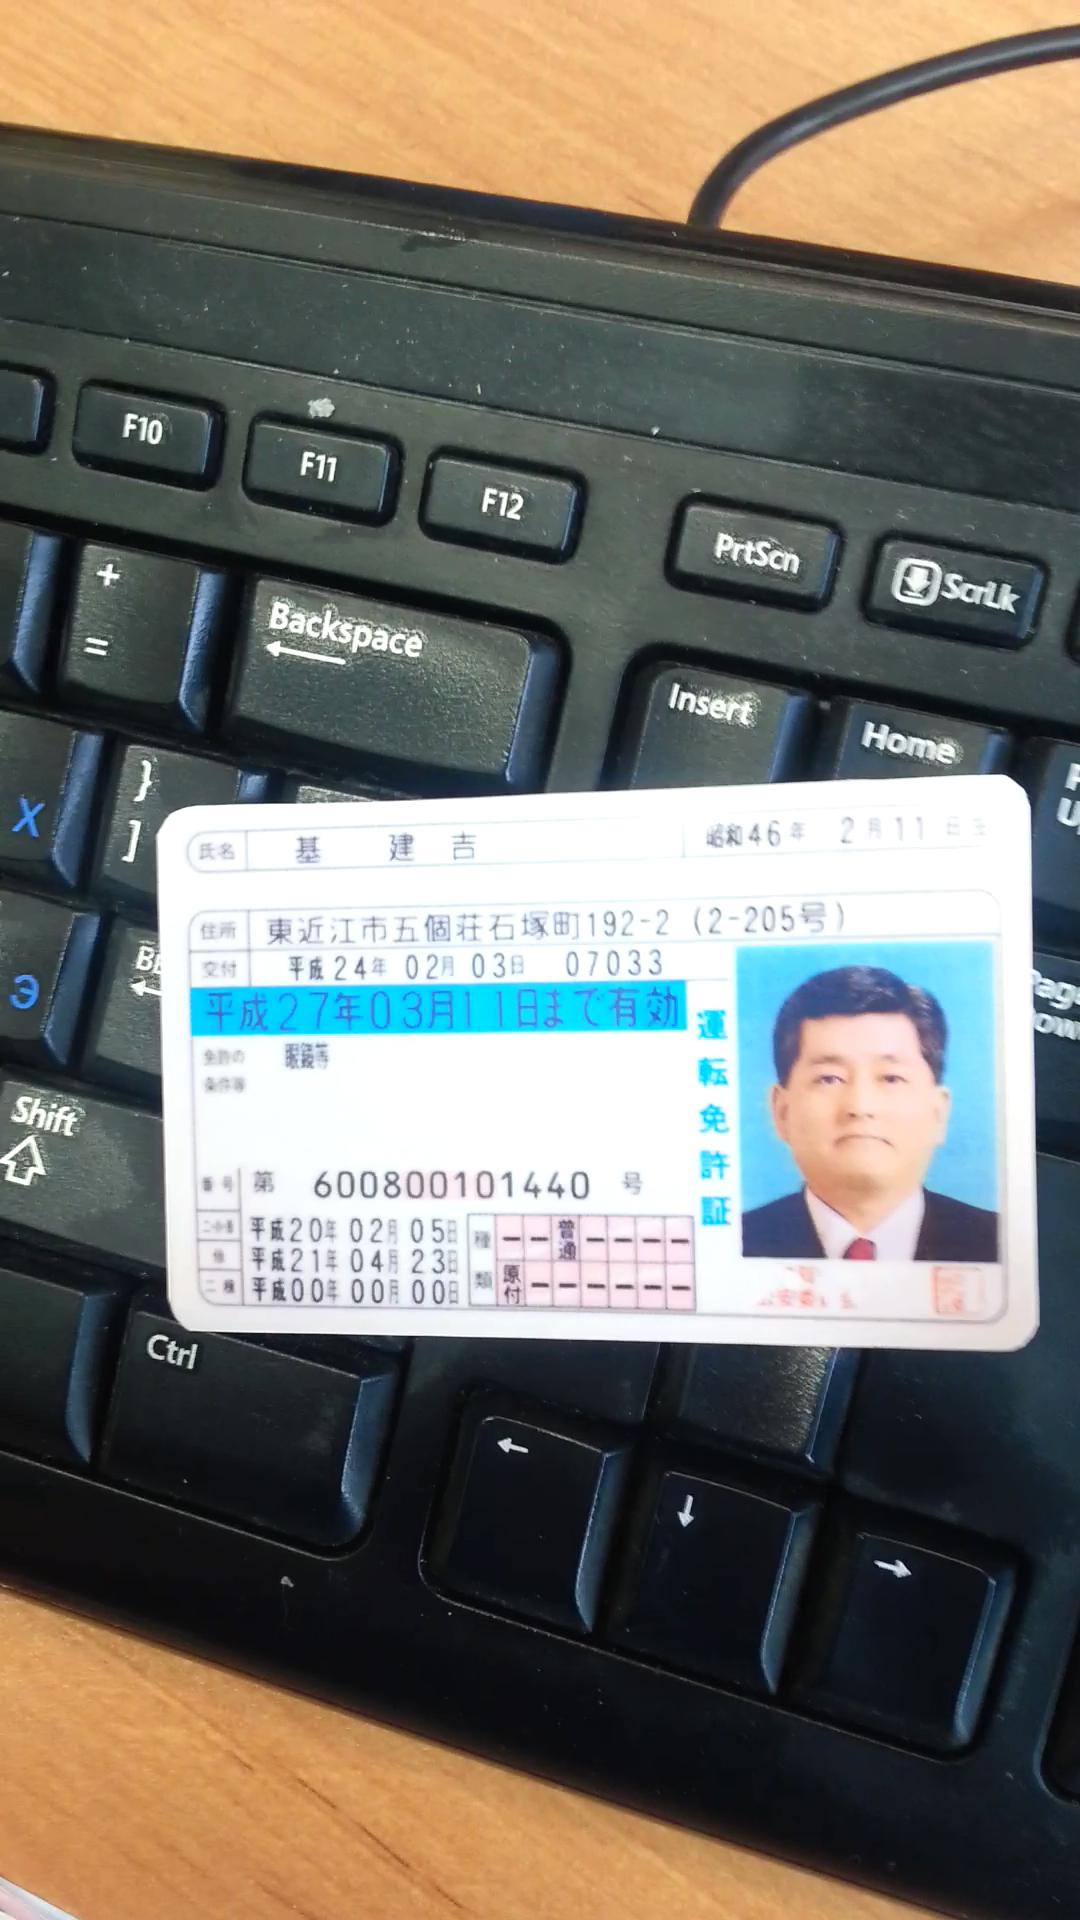 F10
F11
F12
PrtScn
ScrLk
+
=
Backspace
Insert
Home
}
]
Х
Э
Shift
Ctrl
氏名 基 建吉 昭和46年 2月11日生
住所 東近江市五個荘石塚町192-2 (2-205号)
交付 平成24年02月03日 07033
平成27年03月11日まで有効
免許の 眼鏡等
条件等
番号 第 600800101440 号
二・小・原 平成20年02月05日
他 平成21年04月23日
二種 平成00年00月00日
種類
普通
原付
運転免許証